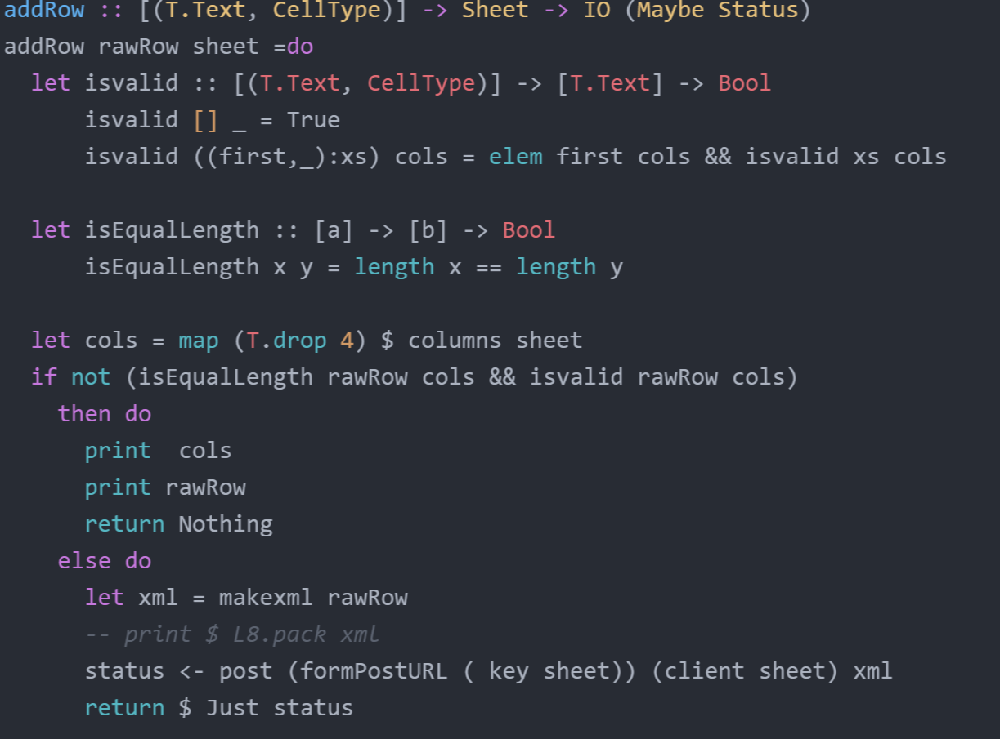 addRow :: [(T.Text, CellType)] -> Sheet -> IO (Maybe Status)
addRow rawRow sheet =do
  let isvalid :: [(T.Text, CellType)] -> [T.Text] -> Bool
      isvalid [] _ = True
      isvalid ((first,_):xs) cols = elem first cols && isvalid xs cols

  let isEqualLength :: [a] -> [b] -> Bool
      isEqualLength x y = length x == length y

  let cols = map (T.drop 4) $ columns sheet
  if not (isEqualLength rawRow cols && isvalid rawRow cols)
    then do
      print  cols
      print rawRow
      return Nothing
    else do
      let xml = makexml rawRow
      -- print $ L8.pack xml
      status <- post (formPostURL ( key sheet)) (client sheet) xml
      return $ Just status